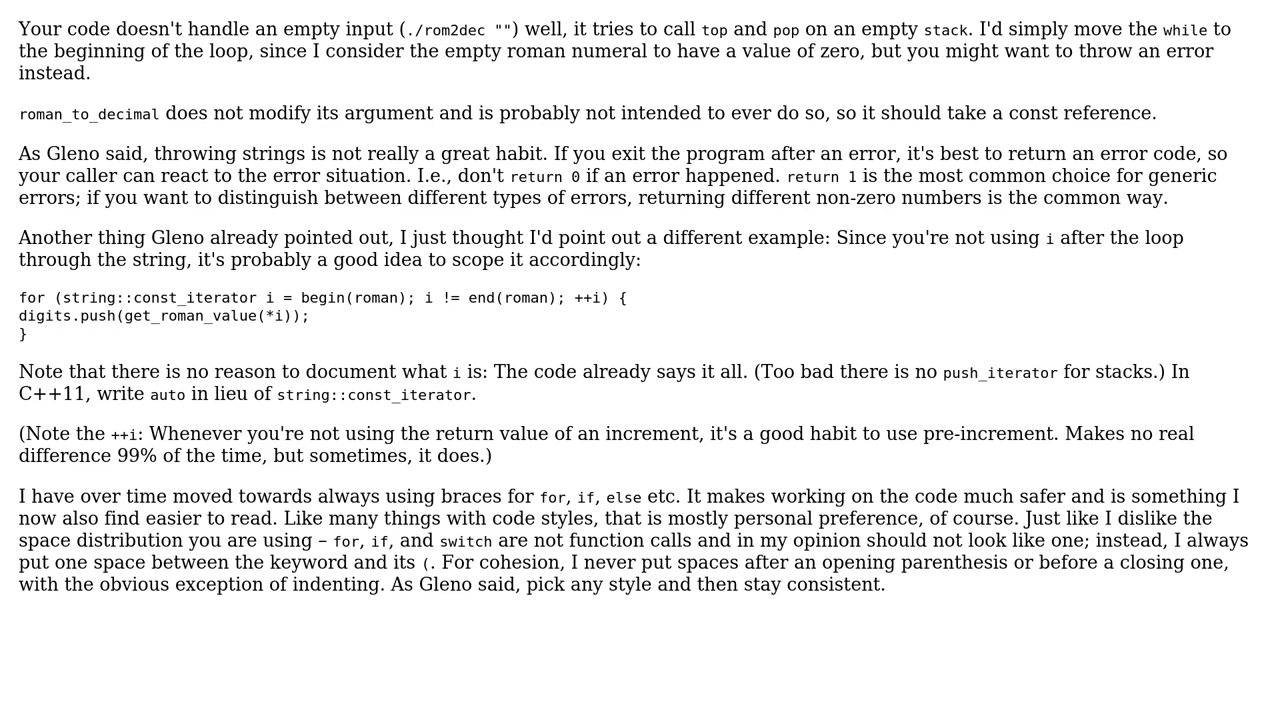 Your code doesn't handle an empty input (./rom2dec "") well, it tries to call top and pop on an empty stack. I'd simply move the while to
the beginning of the loop, since I consider the empty roman numeral to have a value of zero, but you might want to throw an error
instead.
roman_to_decimal does not modify its argument and is probably not intended to ever do so, so it should take a const reference.
As Gleno said, throwing strings is not really a great habit. If you exit the program after an error, it's best to return an error code, so
your caller can react to the error situation. I.e., don't return 0 if an error happened. return 1 is the most common choice for generic
errors; if you want to distinguish between different types of errors, returning different non-zero numbers is the common way.
Another thing Gleno already pointed out, I just thought I'd point out a different example: Since you're not using i after the loop
through the string, it's probably a good idea to scope it accordingly:
for (string::const_iterator i = begin(roman); i != end(roman); ++i) {
digits.push(get_roman_value(*i));
}
Note that there is no reason to document what i is: The code already says it all. (Too bad there is no push_iterator for stacks.) In
C++11, write auto in lieu of string::const_iterator.
(Note the ++i: Whenever you're not using the return value of an increment, it's a good habit to use pre-increment. Makes no real
difference 99% of the time, but sometimes, it does.)
I have over time moved towards always using braces for for, if, else etc. It makes working on the code much safer and is something I
now also find easier to read. Like many things with code styles, that is mostly personal preference, of course. Just like I dislike the
space distribution you are using – for, if, and switch are not function calls and in my opinion should not look like one; instead, I always
put one space between the keyword and its (. For cohesion, I never put spaces after an opening parenthesis or before a closing one,
with the obvious exception of indenting. As Gleno said, pick any style and then stay consistent.